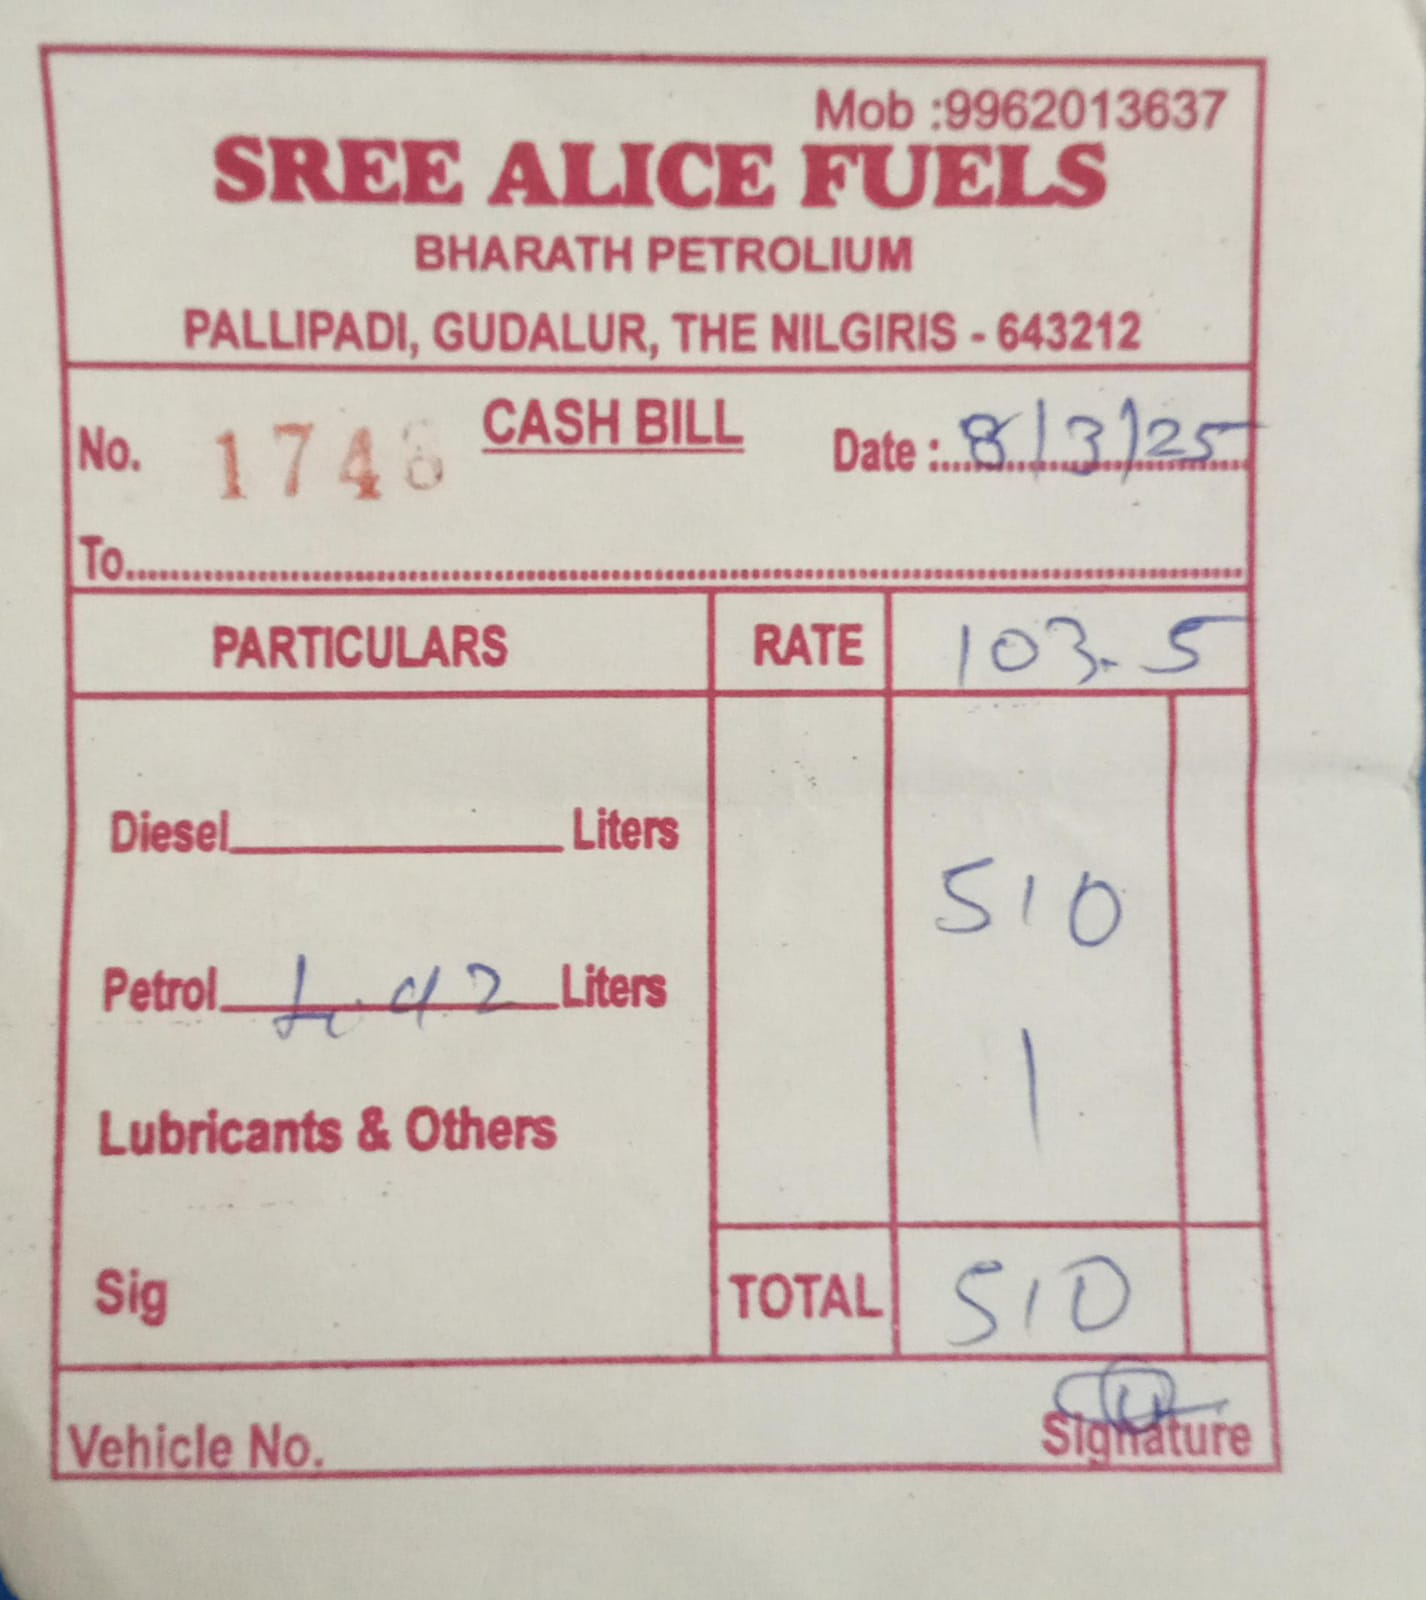 Mob :9962013637
SREE ALICE FUELS
BHARATH PETROLIUM
PALLIPADI, GUDALUR, THE NILGIRIS - 643212
CASH BILL
No. Date : 8/3/25
To
PARTICULARS RATE 103.5
Diesel Liters
510
Petrol 4.92 Liters
1
Lubricants & Others
Sig TOTAL 510
Vehicle No. Signature